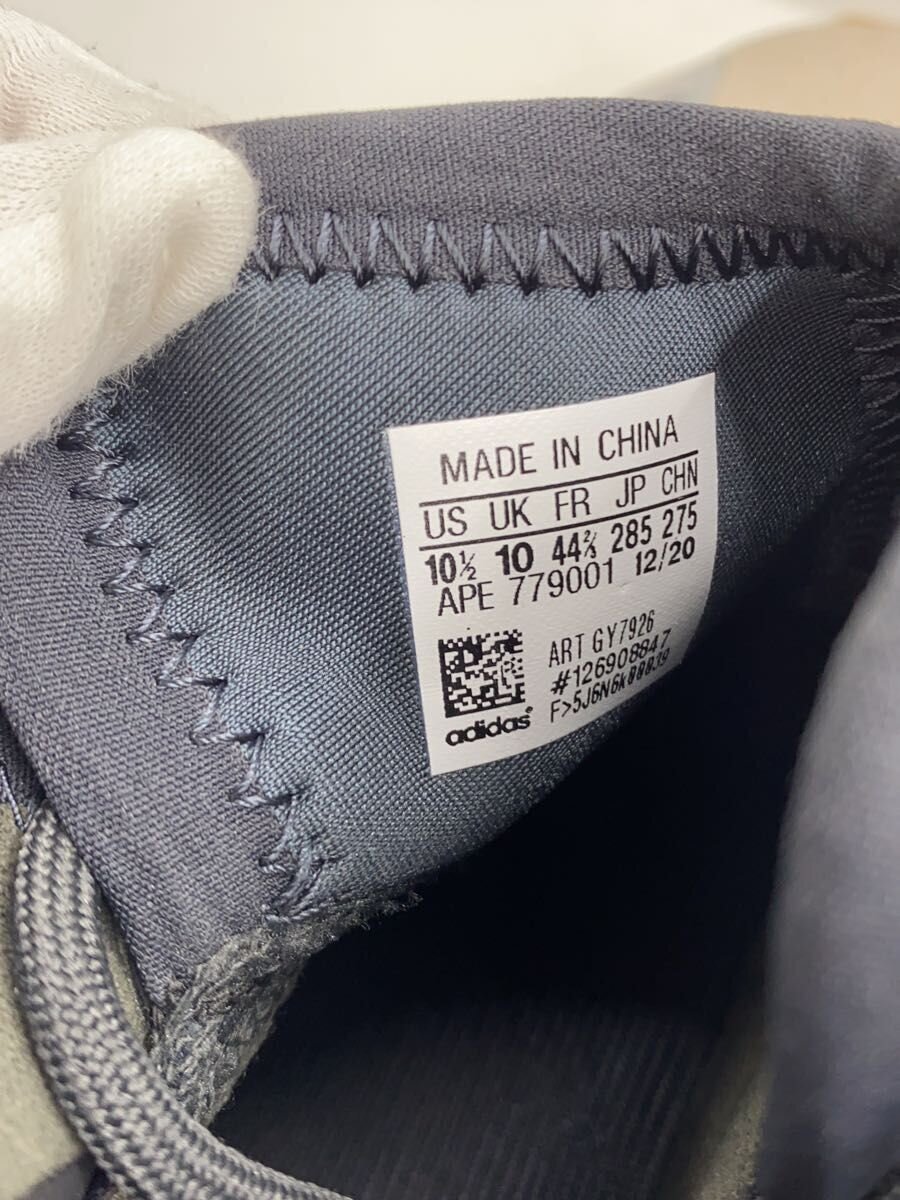 MADE IN CHINA
US UK FR JP CHN
10½ 10 44⅔ 285 275
APE 779001 12/20
ART GY7926
#126908847
adidas